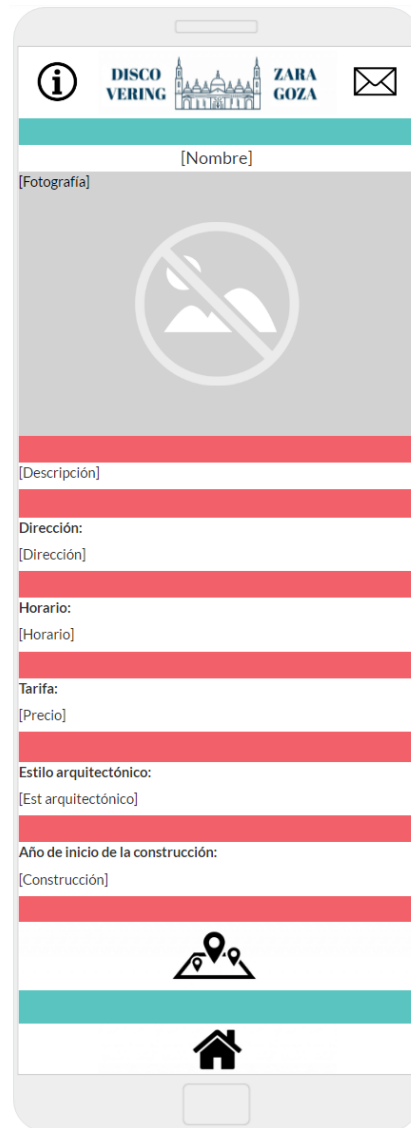 DISCO
VERING
ZARA
GOZA
[Nombre]
[Fotografía]
[Descripción]
Dirección:
[Dirección]
Horario:
[Horario]
Tarifa:
[Precio]
Estilo arquitectónico:
[Est arquitectónico]
Año de inicio de la construcción:
[Construcción]